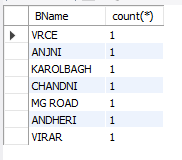 BName count(*)
VRCE 1
ANJNI 1
KAROLBAGH 1
CHANDNI 1
MG ROAD 1
ANDHERI 1
VIRAR 1